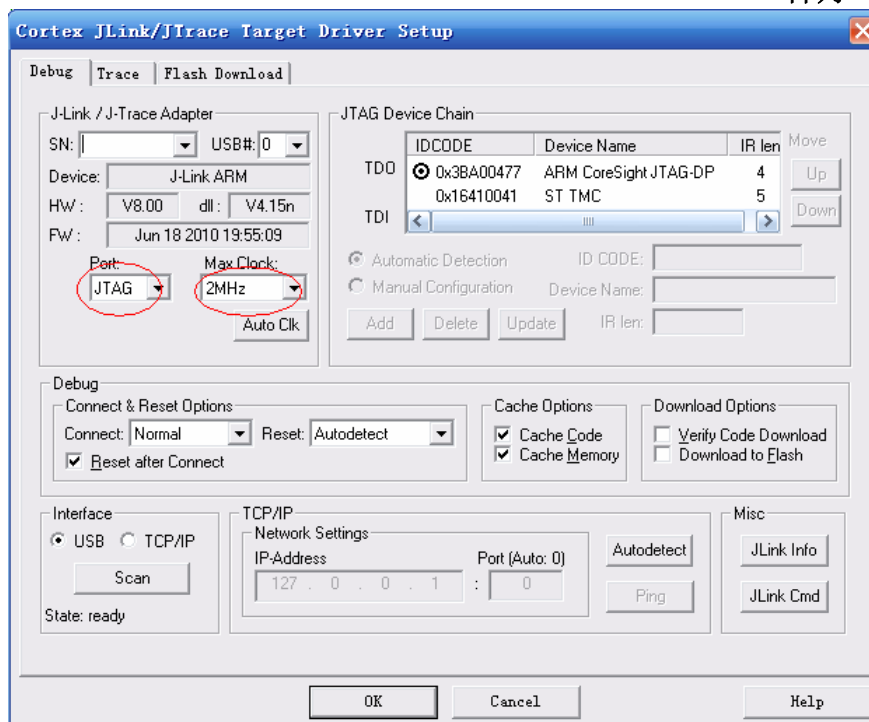 Cortex JLink/JTrace Target Driver Setup
Debug Trace Flash Download
J-Link / J-Trace Adapter
SN: USB#: 0
Device: J-Link ARM
HW : V8.00 dll : V4.15n
FW : Jun 18 2010 19:55:09
Port: Max Clock:
JTAG 2MHz
Auto Clk
JTAG Device Chain
IDCODE Device Name IR len Move
TDO 0x3BA00477 ARM CoreSight JTAG-DP 4 Up
0x16410041 ST TMC 5
TDI Down
Automatic Detection ID CODE:
Manual Configuration Device Name:
Add Delete Update IR len:
Debug
Connect & Reset Options
Connect: Normal Reset: Autodetect
Reset after Connect
Cache Options
Cache Code
Cache Memory
Download Options
Verify Code Download
Download to Flash
Interface
USB TCP/IP
Scan
State: ready
TCP/IP
Network Settings
IP-Address Port (Auto: 0)
127 . 0 . 0 . 1 : 0
Autodetect
Ping
Misc
JLink Info
JLink Cmd
OK Cancel Help